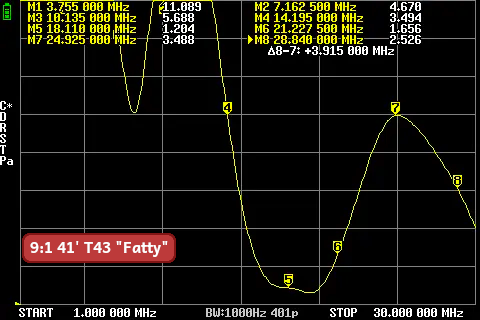 M1 3.755 000 MHz 11.089 M2 7.162 500 MHz 4.670
M3 10.135 000 MHz 5.688 M4 14.195 000 MHz 3.494
M5 18.110 000 MHz 1.204 M6 21.227 500 MHz 1.656
M7 24.925 000 MHz 3.488 M8 28.840 000 MHz 2.526
Δ8-7: +3.915 000 MHz
C*
D
R
S
T
Pa
4
7
8
6
5
9:1 41' T43 "Fatty"
START 1.000 000 MHz BW:1000Hz 401p STOP 30.000 000 MHz